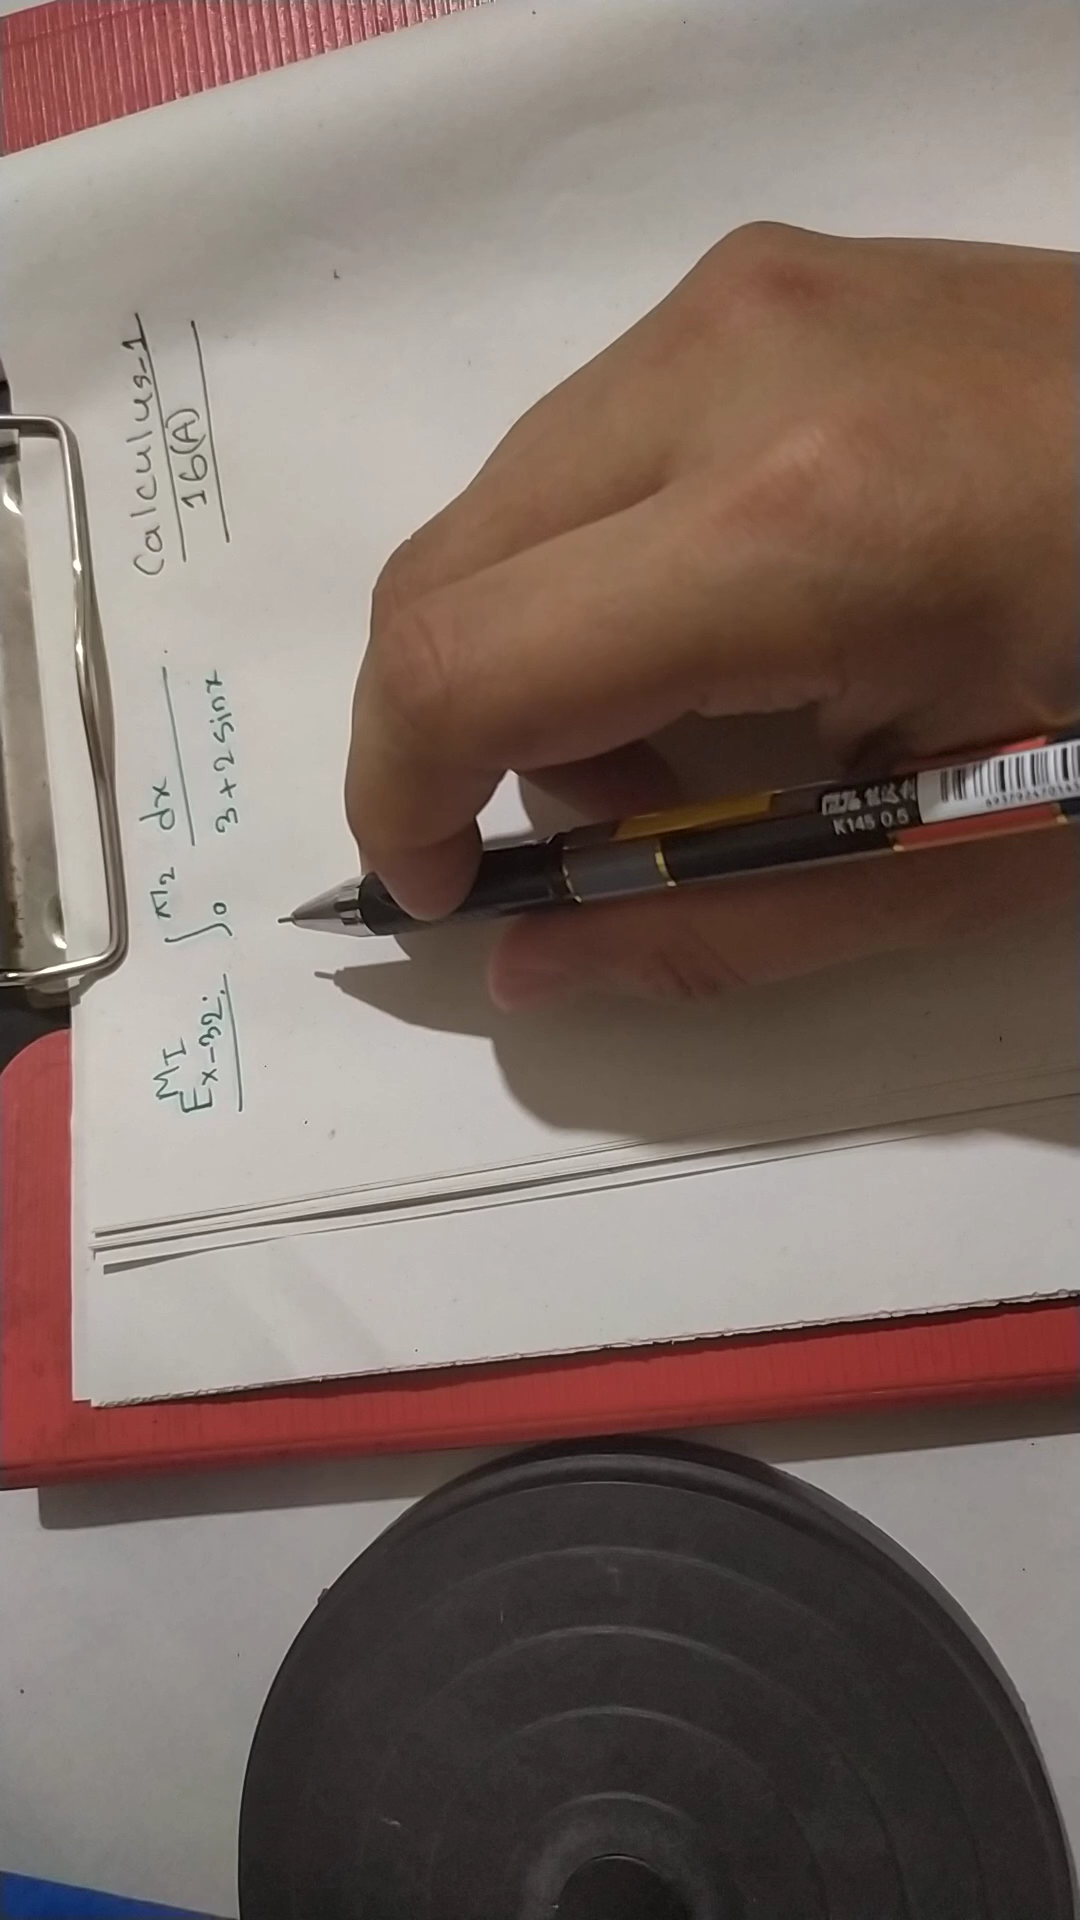 Calculus-1
16(A)
MI
Ex-32: ∫₀^π/2 dx / 3+2sinx
K145 0.5